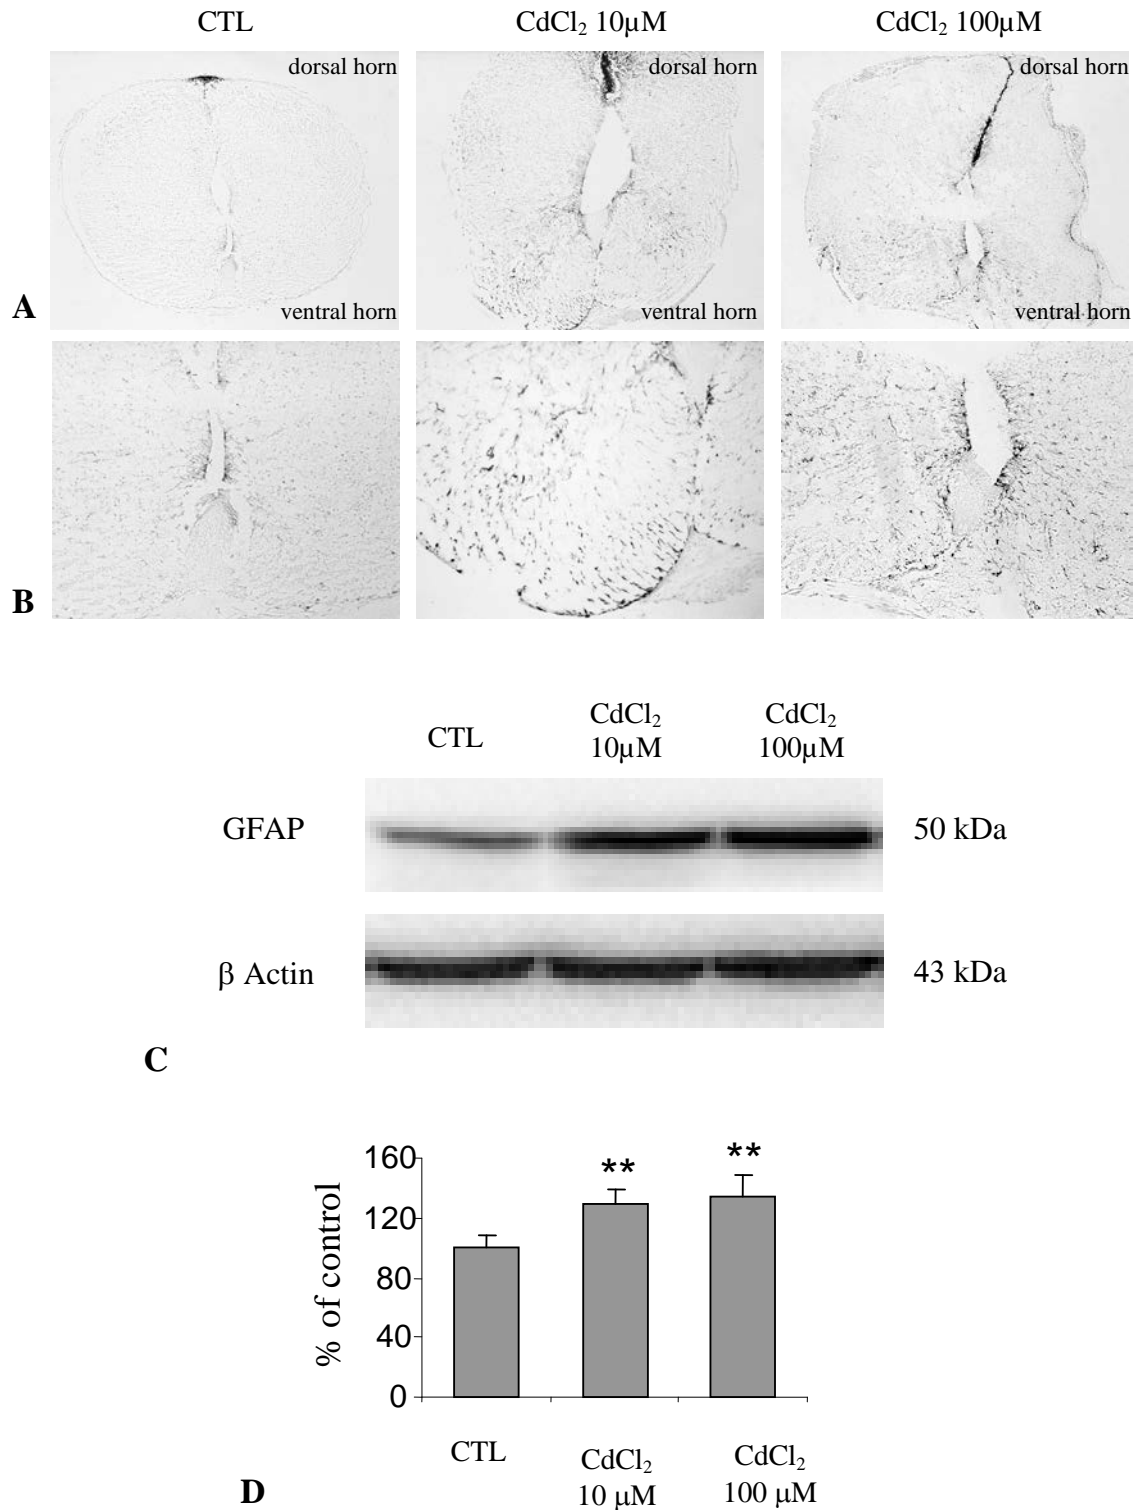 CTL
CdCl₂ 10µM
CdCl₂ 100µM
dorsal horn
dorsal horn
dorsal horn
ventral horn
ventral horn
ventral horn
A
B
CTL
CdCl₂
10µM
CdCl₂
100µM
GFAP
50 kDa
β Actin
43 kDa
C
% of control
160
120
80
40
0
**
**
CTL
CdCl₂
10 µM
CdCl₂
100 µM
D